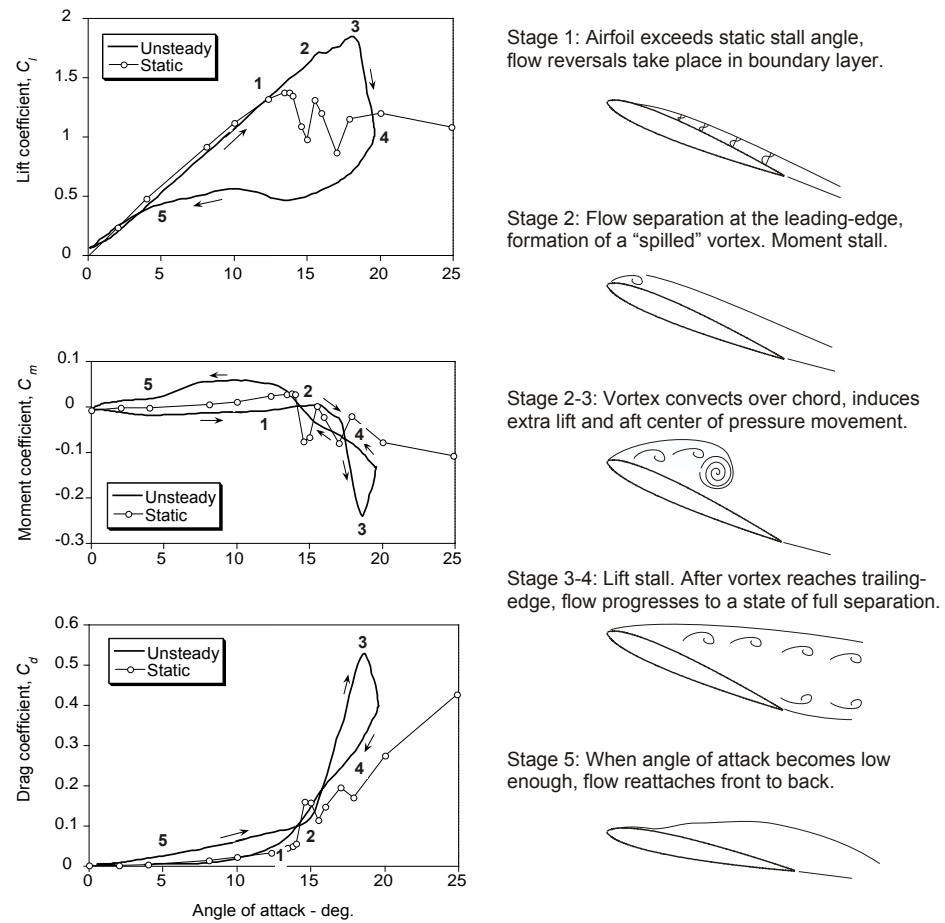 2
1.5
1
0.5
0
0 5 10 15 20 25
Lift coefficient, Cl
Unsteady
Static
1
2
3
4
5
0.1
0
-0.1
-0.2
-0.3
0 5 10 15 20 25
Moment coefficient, Cm
Unsteady
Static
5
1
2
4
3
0.6
0.5
0.4
0.3
0.2
0.1
0
0 5 10 15 20 25
Drag coefficient, Cd
Unsteady
Static
3
4
5
2
1
Angle of attack - deg.
Stage 1: Airfoil exceeds static stall angle,
flow reversals take place in boundary layer.
Stage 2: Flow separation at the leading-edge,
formation of a “spilled” vortex. Moment stall.
Stage 2-3: Vortex convects over chord, induces
extra lift and aft center of pressure movement.
Stage 3-4: Lift stall. After vortex reaches trailing-
edge, flow progresses to a state of full separation.
Stage 5: When angle of attack becomes low
enough, flow reattaches front to back.